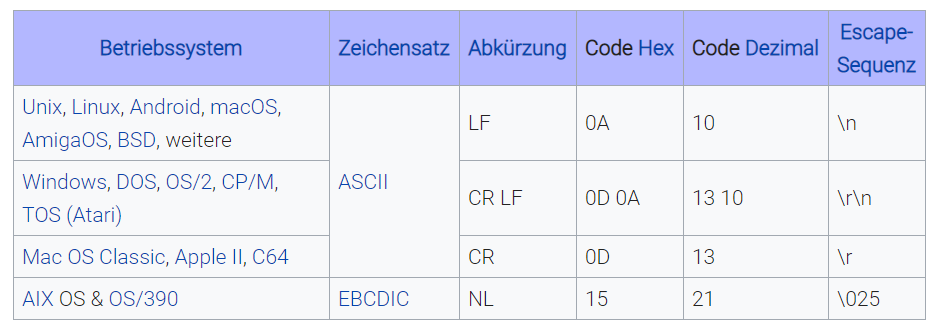 Betriebssystem Zeichensatz Abkürzung Code Hex Code Dezimal Escape-
Sequenz
Unix, Linux, Android, macOS,
AmigaOS, BSD, weitere
ASCII
LF 0A 10 \n
Windows, DOS, OS/2, CP/M,
TOS (Atari)
CR LF 0D 0A 13 10 \r\n
Mac OS Classic, Apple II, C64 CR 0D 13 \r
AIX OS & OS/390 EBCDIC NL 15 21 \025